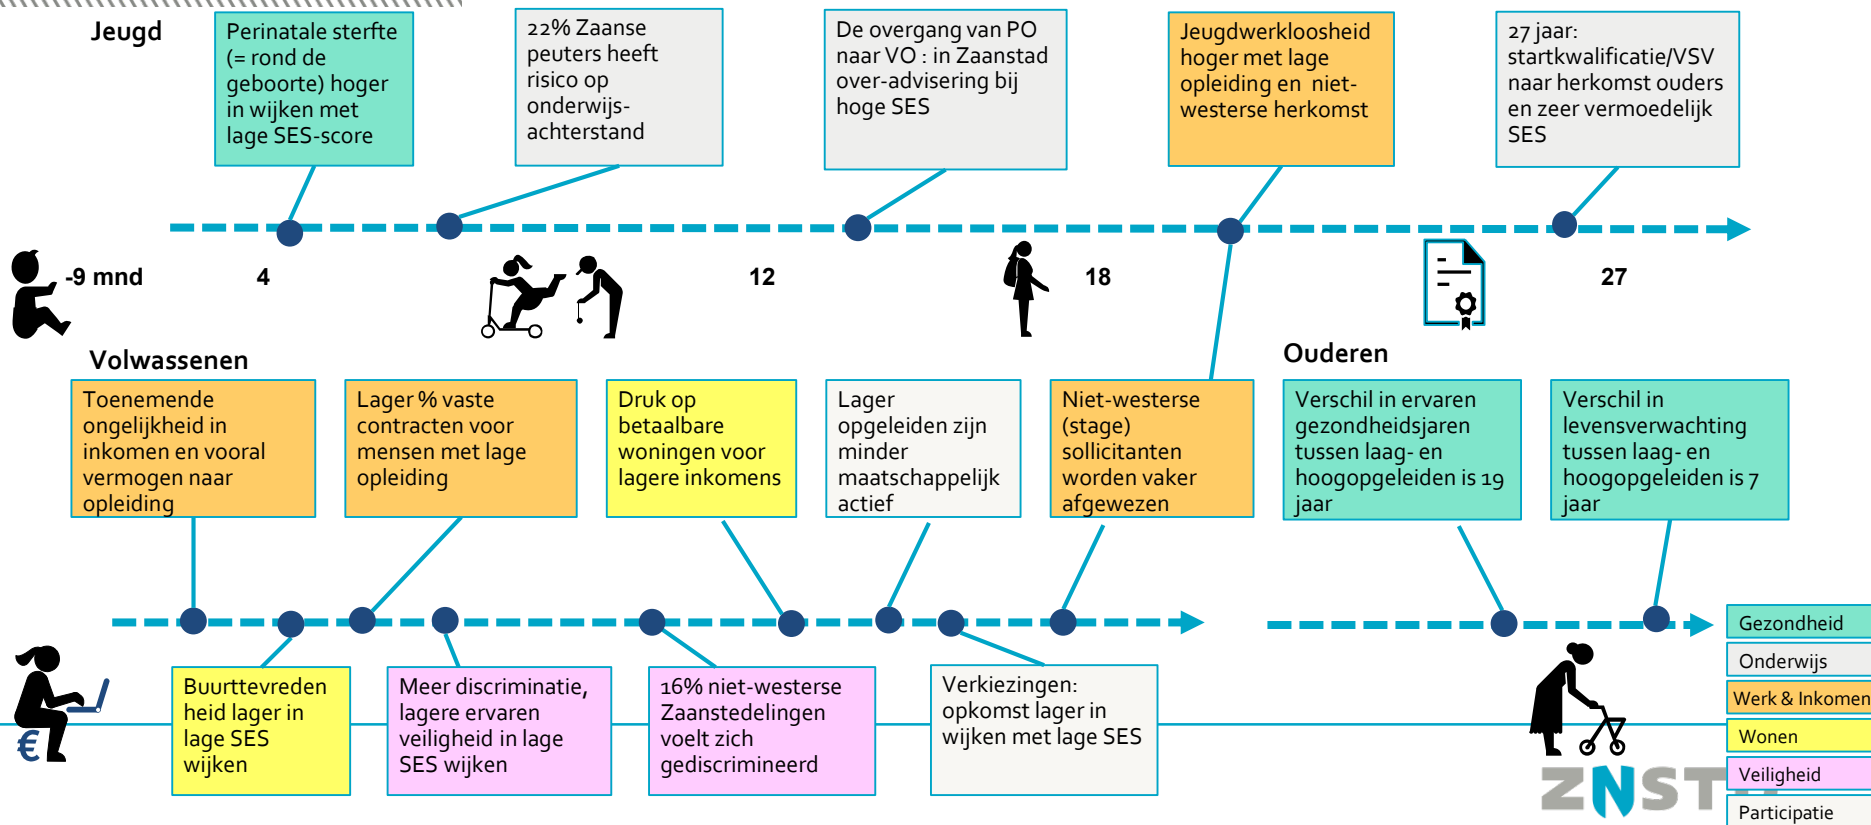 Jeugd
Perinatale sterfte
(= rond de
geboorte) hoger
in wijken met
lage SES-score
22% Zaanse
peuters heeft
risico op
onderwijs-
achterstand
De overgang van PO
naar VO : in Zaanstad
over-advisering bij
hoge SES
Jeugdwerkloosheid
hoger met lage
opleiding en niet-
westerse herkomst
27 jaar:
startkwalificatie/VSV
naar herkomst ouders
en zeer vermoedelijk
SES
-9 mnd
4
12
18
27
Volwassenen
Toenemende
ongelijkheid in
inkomen en vooral
vermogen naar
opleiding
Lager % vaste
contracten voor
mensen met lage
opleiding
Druk op
betaalbare
woningen voor
lagere inkomens
Lager
opgeleiden zijn
minder
maatschappelijk
actief
Niet-westerse
(stage)
sollicitanten
worden vaker
afgewezen
Ouderen
Verschil in ervaren
gezondheidsjaren
tussen laag- en
hoogopgeleiden is 19
jaar
Verschil in
levensverwachting
tussen laag- en
hoogopgeleiden is 7
jaar
€
Buurttevreden
heid lager in
lage SES
wijken
Meer discriminatie,
lagere ervaren
veiligheid in lage
SES wijken
16% niet-westerse
Zaanstedelingen
voelt zich
gediscrimineerd
Verkiezingen:
opkomst lager in
wijken met lage SES
Gezondheid
Onderwijs
Werk & Inkomen
Wonen
Veiligheid
Participatie
ZNST